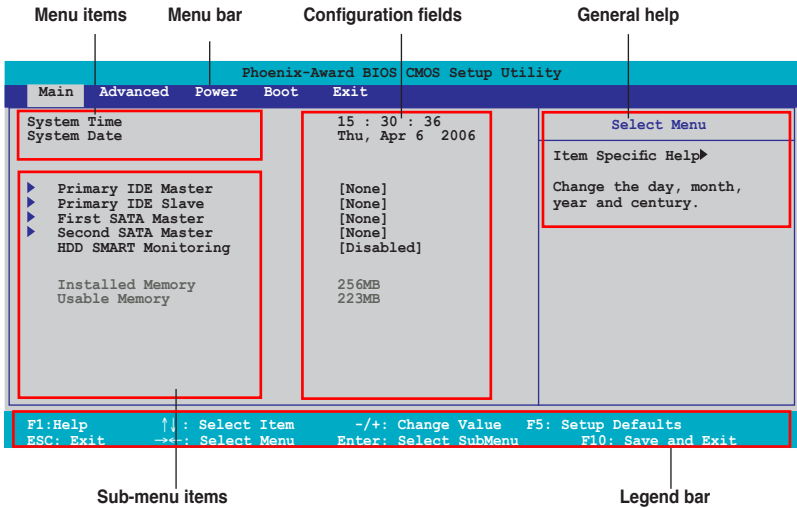 Menu items Menu bar Configuration fields General help
Phoenix-Award BIOS CMOS Setup Utility
Main Advanced Power Boot Exit
System Time 15 : 30 : 36 Select Menu
System Date Thu, Apr 6 2006
Item Specific Help▶
▶ Primary IDE Master [None] Change the day, month,
▶ Primary IDE Slave [None] year and century.
▶ First SATA Master [None]
▶ Second SATA Master [None]
HDD SMART Monitoring [Disabled]
Installed Memory 256MB
Usable Memory 223MB
F1:Help ↑↓: Select Item -/+: Change Value F5: Setup Defaults
ESC: Exit →←: Select Menu Enter: Select SubMenu F10: Save and Exit
Sub-menu items Legend bar